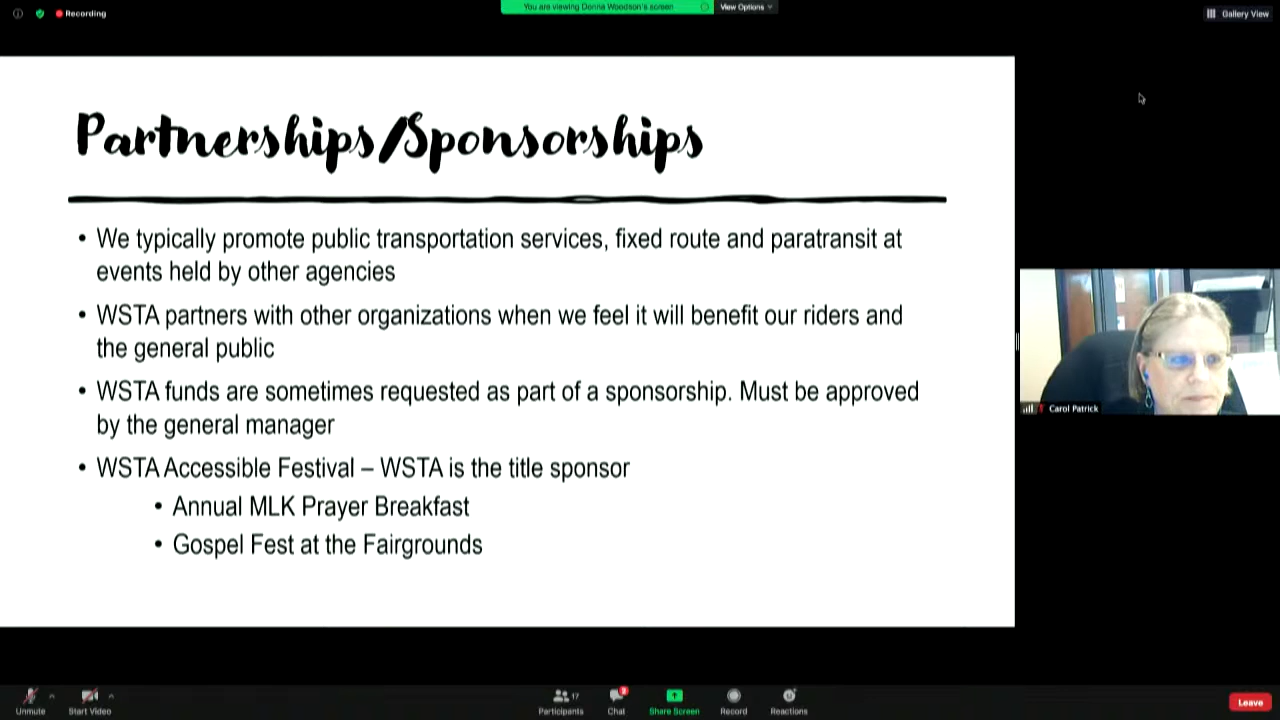 Recording
You are viewing Donna Woodson's screen
View Options
Gallery View
Partnerships/Sponsorships
• We typically promote public transportation services, fixed route and paratransit at
events held by other agencies
• WSTA partners with other organizations when we feel it will benefit our riders and
the general public
• WSTA funds are sometimes requested as part of a sponsorship. Must be approved
by the general manager
• WSTA Accessible Festival – WSTA is the title sponsor
• Annual MLK Prayer Breakfast
• Gospel Fest at the Fairgrounds
Carol Patrick
Unmute
Start Video
Participants
17
Chat
Share Screen
Record
Reactions
Leave